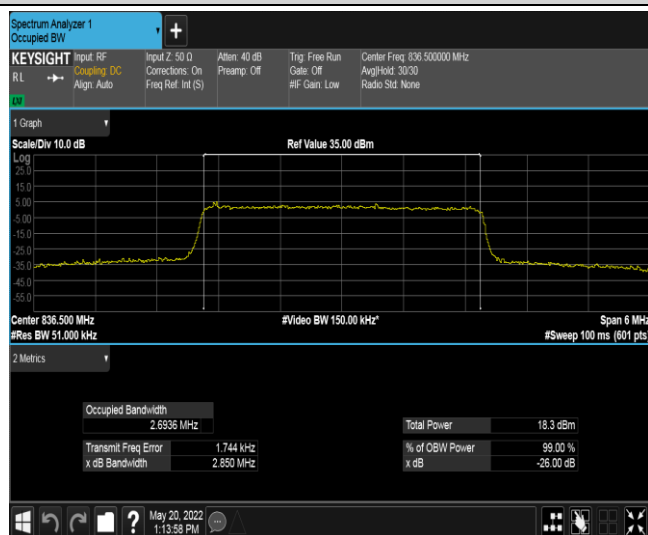 Spectrum Analyzer 1
Occupied BW
+
KEYSIGHT Input: RF Input Z: 50 Ω Atten: 40 dB Trig: Free Run Center Freq: 836.500000 MHz
RL Coupling: DC Corrections: On Preamp: Off Gate: Off Avg|Hold: 30/30
Align: Auto Freq Ref: Int (S) #IF Gain: Low Radio Std: None
1 Graph
Scale/Div 10.0 dB Ref Value 35.00 dBm
Log
25.0
15.0
5.00
-5.00
-15.0
-25.0
-35.0
-45.0
-55.0
Center 836.500 MHz #Video BW 150.00 kHz* Span 6 MHz
#Res BW 51.000 kHz #Sweep 100 ms (601 pts)
2 Metrics
Occupied Bandwidth
2.6936 MHz Total Power 18.3 dBm
Transmit Freq Error 1.744 kHz % of OBW Power 99.00 %
x dB Bandwidth 2.850 MHz x dB -26.00 dB
? May 20, 2022
1:13:58 PM